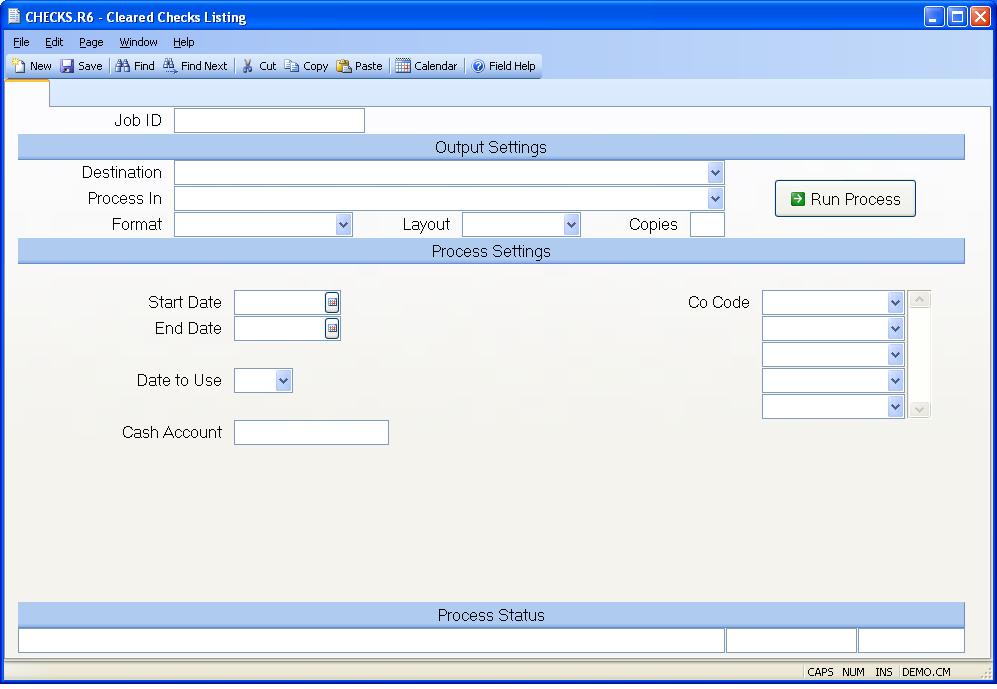 CHECKS.R6 - Cleared Checks Listing
File Edit Page Window Help
New Save Find Find Next Cut Copy Paste Calendar Field Help
Job ID
Output Settings
Destination
Process In
Run Process
Format Layout Copies
Process Settings
Start Date Co Code
End Date
Date to Use
Cash Account
Process Status
CAPS NUM INS DEMO.CM